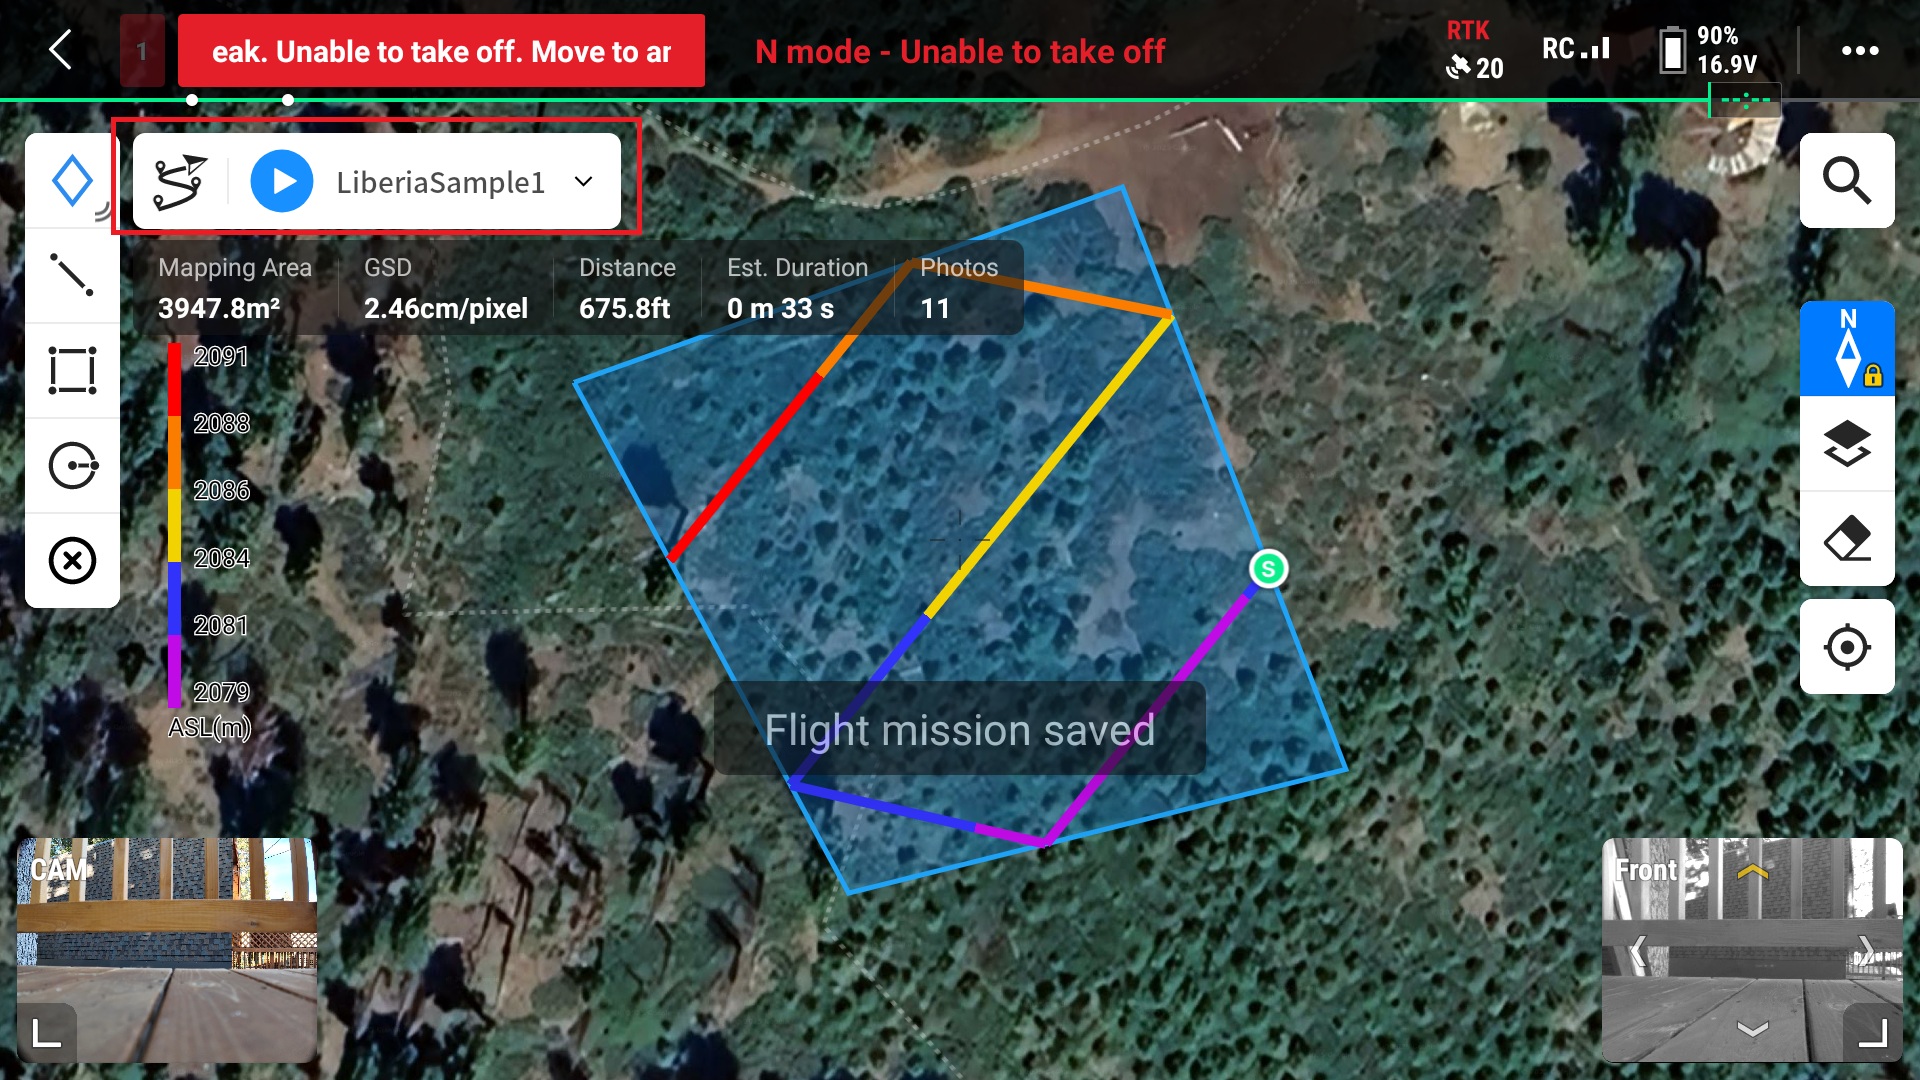 1
eak. Unable to take off. Move to ar
N mode - Unable to take off
RTK
20
RC
90%
16.9V
LiberiaSample1
Mapping Area
3947.8m²
GSD
2.46cm/pixel
Distance
675.8ft
Est. Duration
0 m 33 s
Photos
11
2091
2088
2086
2084
2081
2079
ASL(m)
N
S
Flight mission saved
CAM
Front